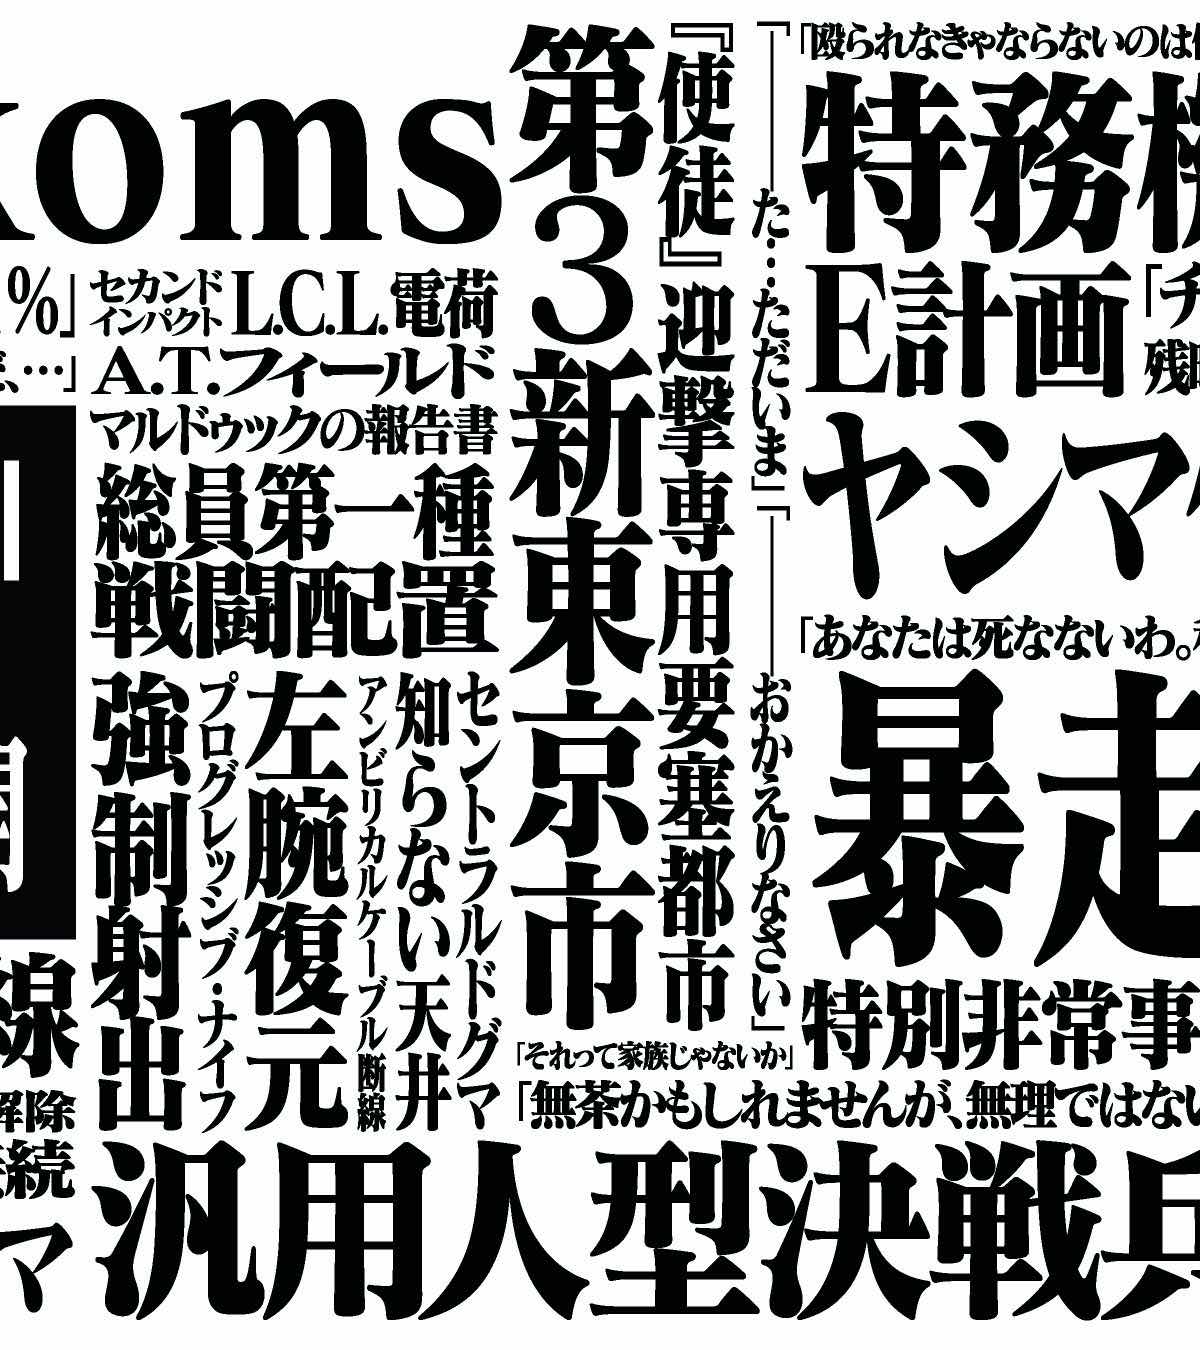 koms
%」
セカンド
インパクト
L.C.L.電荷
、…」
A.T.フィールド
マルドゥックの報告書
総員第一種
戦闘配置
強制射出
プログレッシブ・ナイフ
左腕復元
アンビリカルケーブル断線
知らない天井
セントラルドグマ
第3新東京市
『使徒』迎撃専用要塞都市
「――た…ただいま」「――おかえりなさい」
「殴られなきゃならないのは
特務機
E計画
「チ
残
ヤシマ
「あなたは死なないわ。
暴走
特別非常事
「それって家族じゃないか」
「無茶かもしれませんが、無理ではない
線
解除
続
マ
汎用人型決戦兵